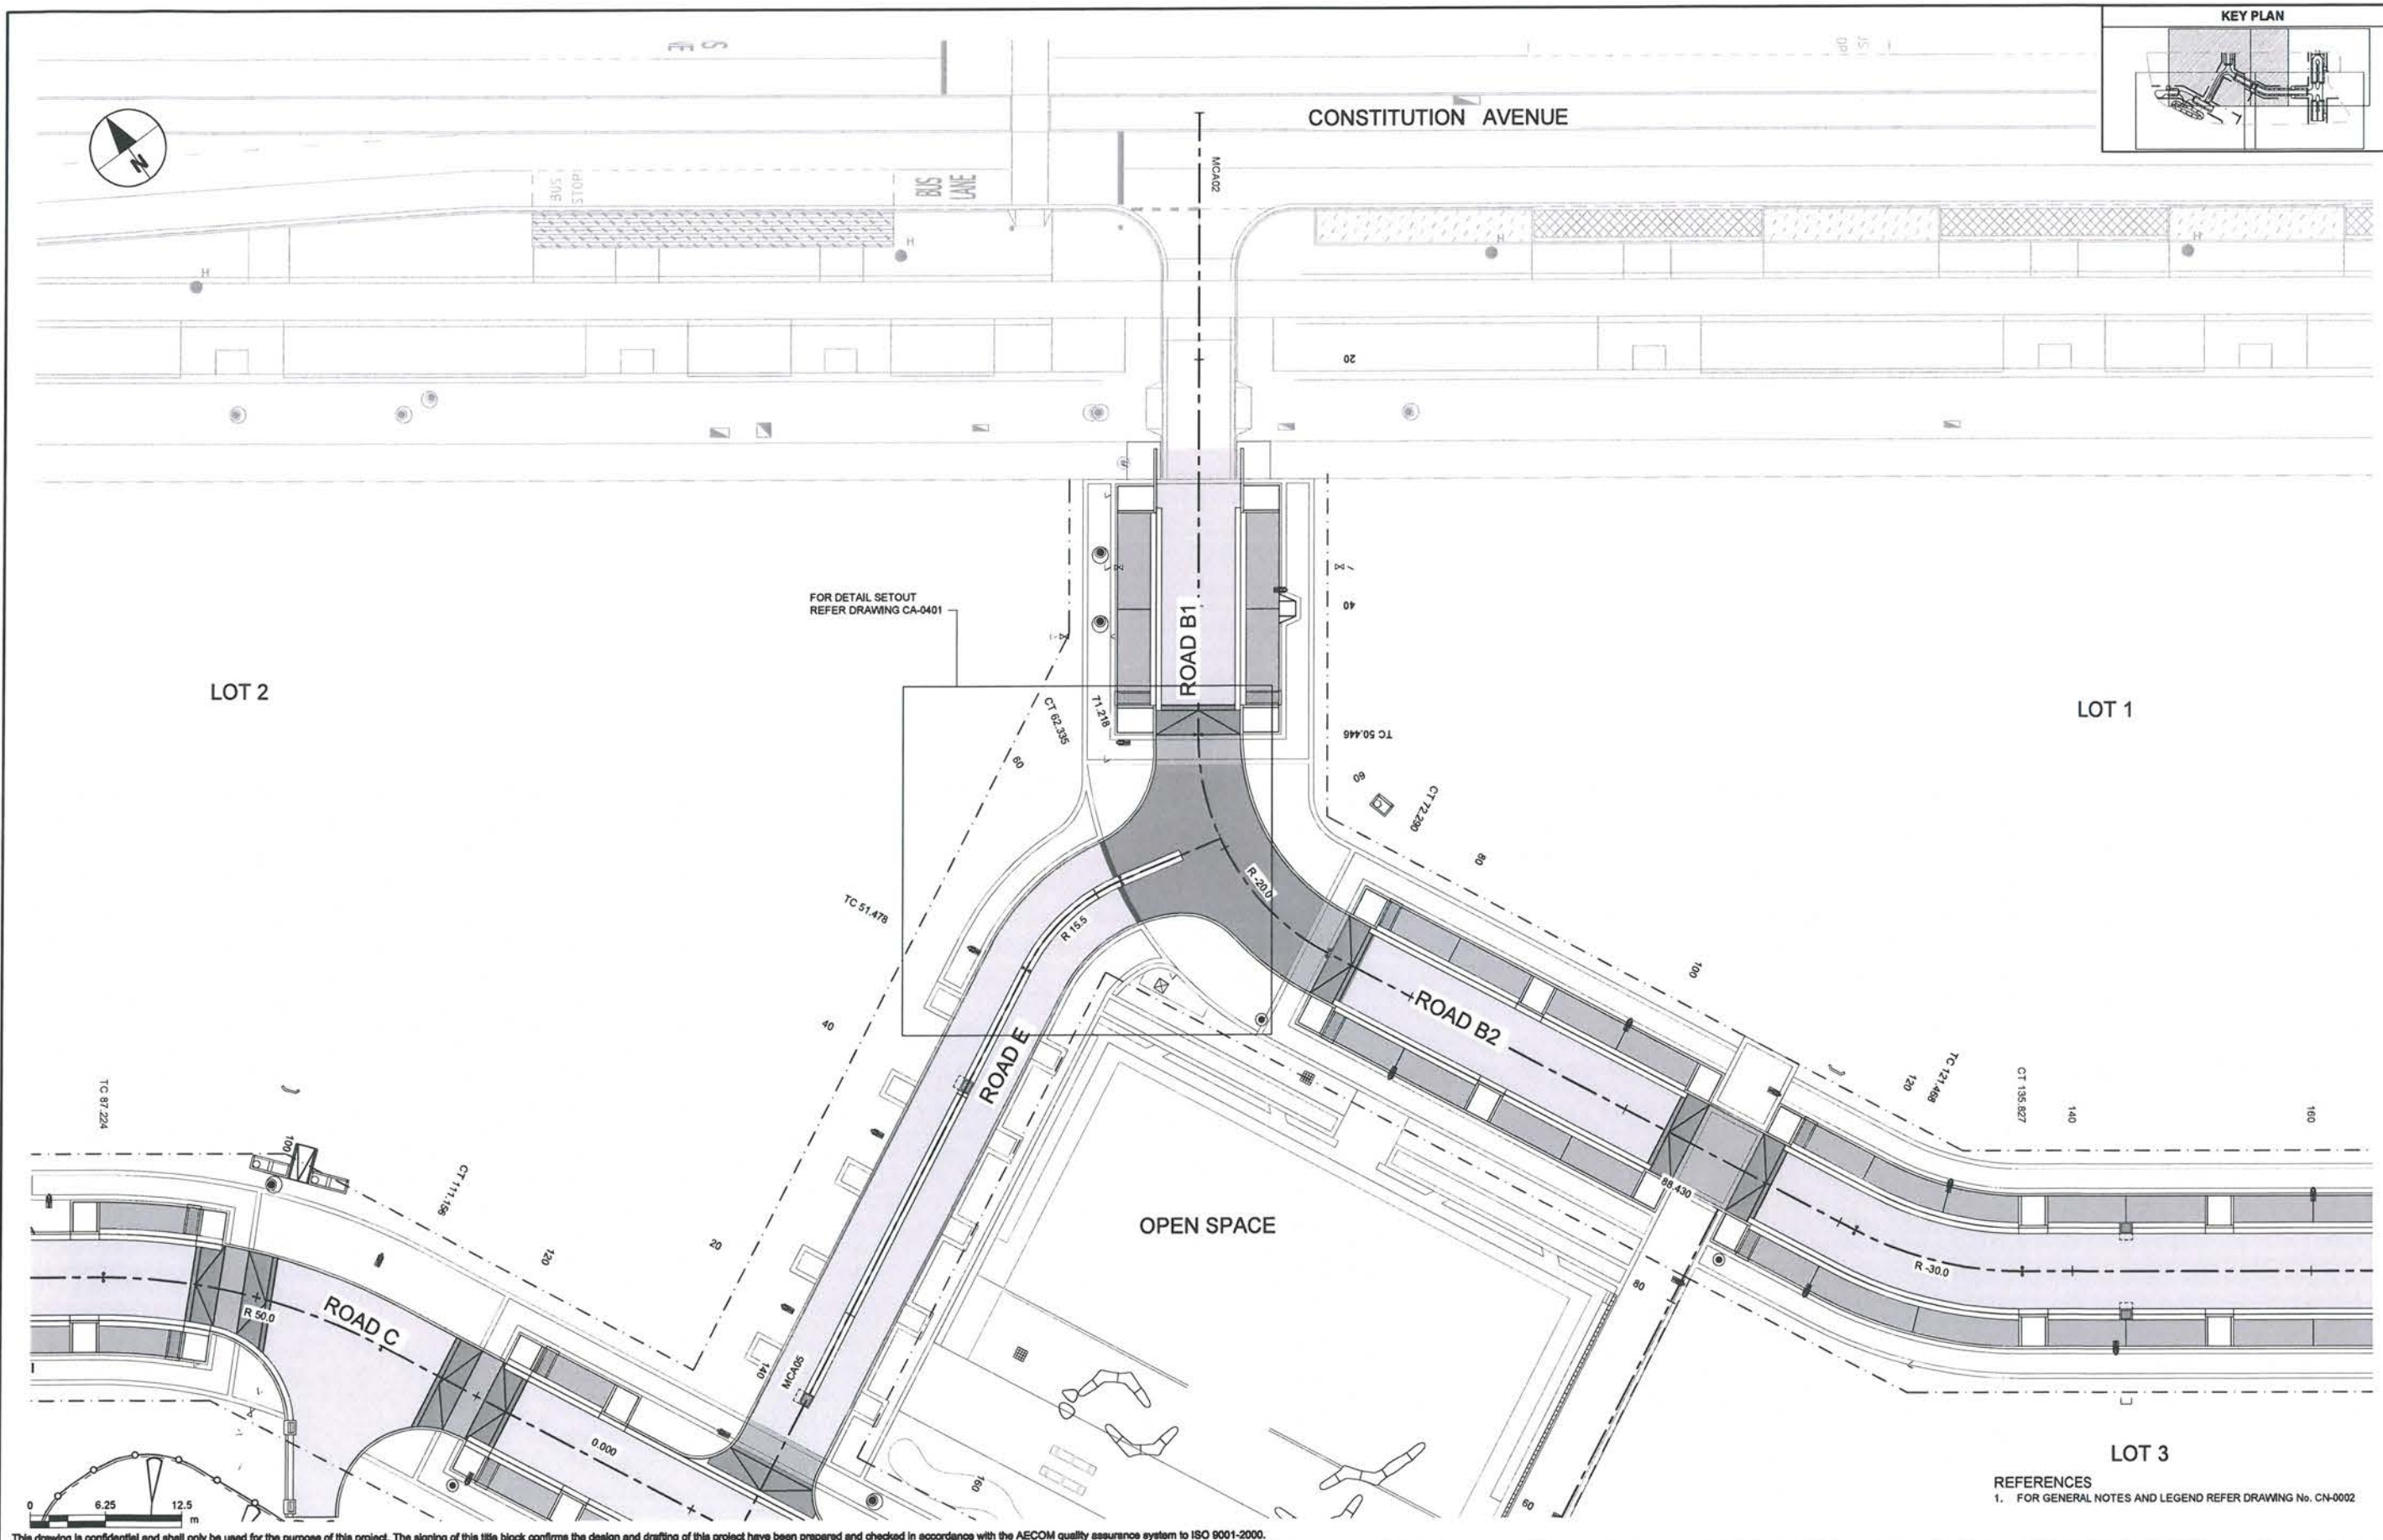 KEY PLAN
CONSTITUTION AVENUE
MCA02
N
BUS
STOP
BUS
LANE
H
H
H
H
20
FOR DETAIL SETOUT
REFER DRAWING CA-0401
ROAD B1
40
LOT 2
LOT 1
CT 62.335
71.218
TC 50.446
60
60
CT 72.290
80
R -20.0
TC 51.478
R 15.5
100
ROAD B2
40
ROAD E
TC 87.224
TC 121.468
120
CT 135.827
140
160
100
CT 111.156
88.430
OPEN SPACE
120
20
R -30.0
80
R 50.0
ROAD C
140
MCA05
0.000
160
60
LOT 3
REFERENCES
1. FOR GENERAL NOTES AND LEGEND REFER DRAWING No. CN-0002
0 6.25 12.5
m
This drawing is confidential and shall only be used for the purpose of this project. The signing of this title block confirms the design and drafting of this project have been prepared and checked in accordance with the AECOM quality assurance system to ISO 9001-2000.